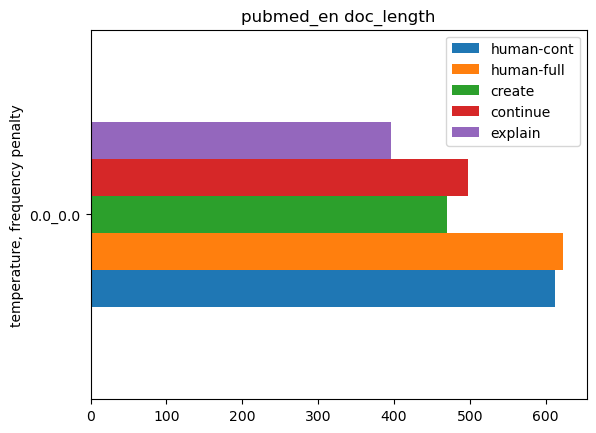 pubmed_en doc_length
human-cont
human-full
create
continue
explain
temperature, frequency penalty
0.0_0.0
0 100 200 300 400 500 600